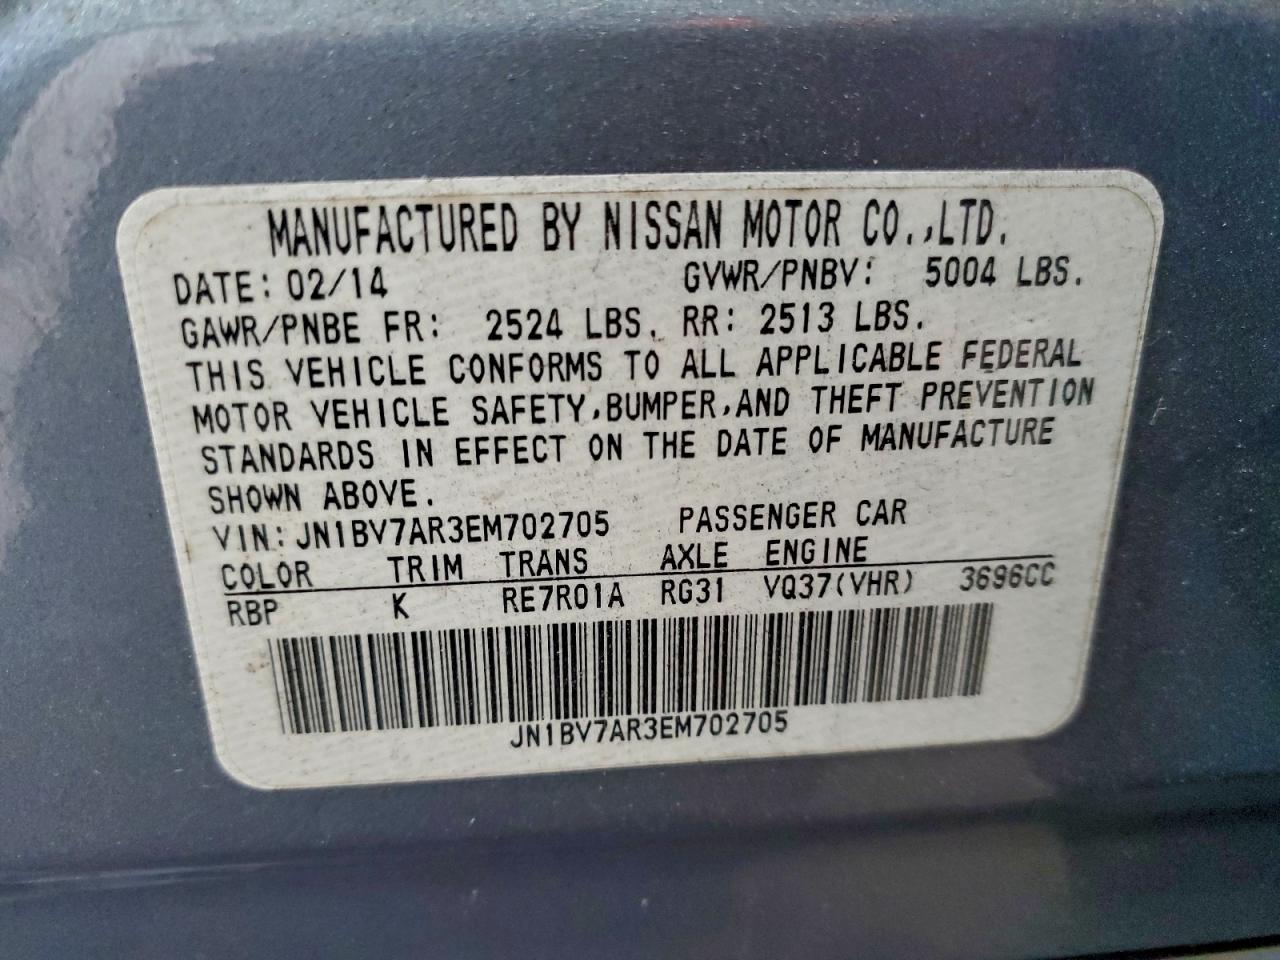 MANUFACTURED BY NISSAN MOTOR CO.,LTD.
DATE: 02/14 GVWR/PNBV: 5004 LBS.
GAWR/PNBE FR: 2524 LBS. RR: 2513 LBS.
THIS VEHICLE CONFORMS TO ALL APPLICABLE FEDERAL
MOTOR VEHICLE SAFETY,BUMPER,AND THEFT PREVENTION
STANDARDS IN EFFECT ON THE DATE OF MANUFACTURE
SHOWN ABOVE.
VIN: JN1BV7AR3EM702705 PASSENGER CAR
COLOR TRIM TRANS AXLE ENGINE
RBP K RE7R01A RG31 VQ37(VHR) 3696CC
JN1BV7AR3EM702705